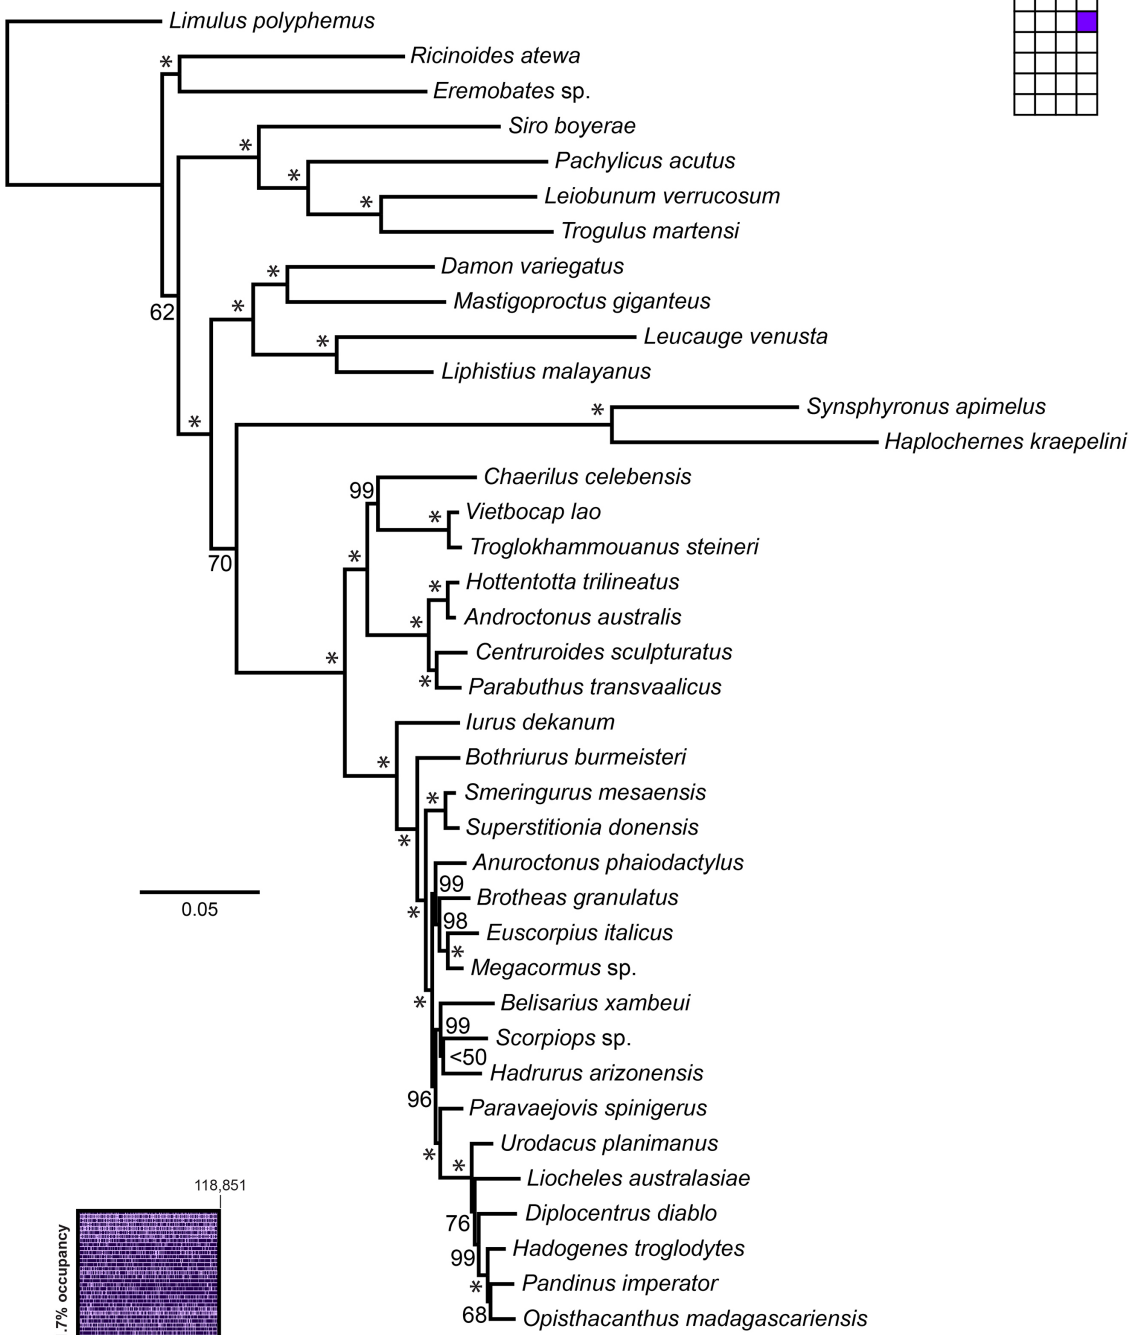 Limulus polyphemus
*
Ricinoides atewa
Eremobates sp.
Siro boyerae
*
Pachylicus acutus
*
Leiobunum verrucosum
*
Trogulus martensi
Damon variegatus
*
Mastigoproctus giganteus
*
62
Leucauge venusta
*
Liphistius malayanus
Synsphyronus apimelus
*
*
Haplochernes kraepelini
Chaerilus celebensis
99
Vietbocap lao
*
Troglokhammouanus steineri
*
70
Hottentotta trilineatus
*
Androctonus australis
*
Centruroides sculpturatus
*
Parabuthus transvaalicus
*
Iurus dekanum
Bothriurus burmeisteri
*
Smeringurus mesaensis
*
Superstitionia donensis
*
Anuroctonus phaiodactylus
99
Brotheas granulatus
0.05
*
98
Euscorpius italicus
*
Megacormus sp.
Belisarius xambeui
*
99
Scorpiops sp.
<50
Hadrurus arizonensis
96
Paravaejovis spinigerus
Urodacus planimanus
*
*
Liocheles australasiae
118,851
Diplocentrus diablo
76
Hadogenes troglodytes
99
Pandinus imperator
*
68
Opisthacanthus madagascariensis
.7% occupancy